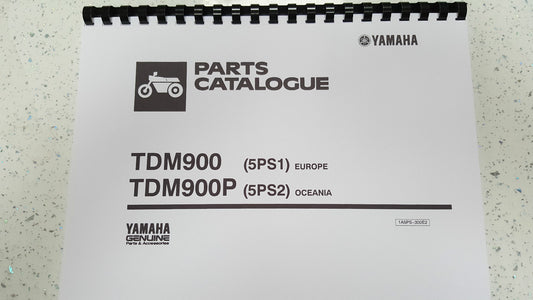 YAMAHA
PARTS
CATALOGUE
TDM900 (5PS1) EUROPE
TDM900P (5PS2) OCEANIA
1A5PS-300E2
YAMAHA
GENUINE
Parts & Accessories